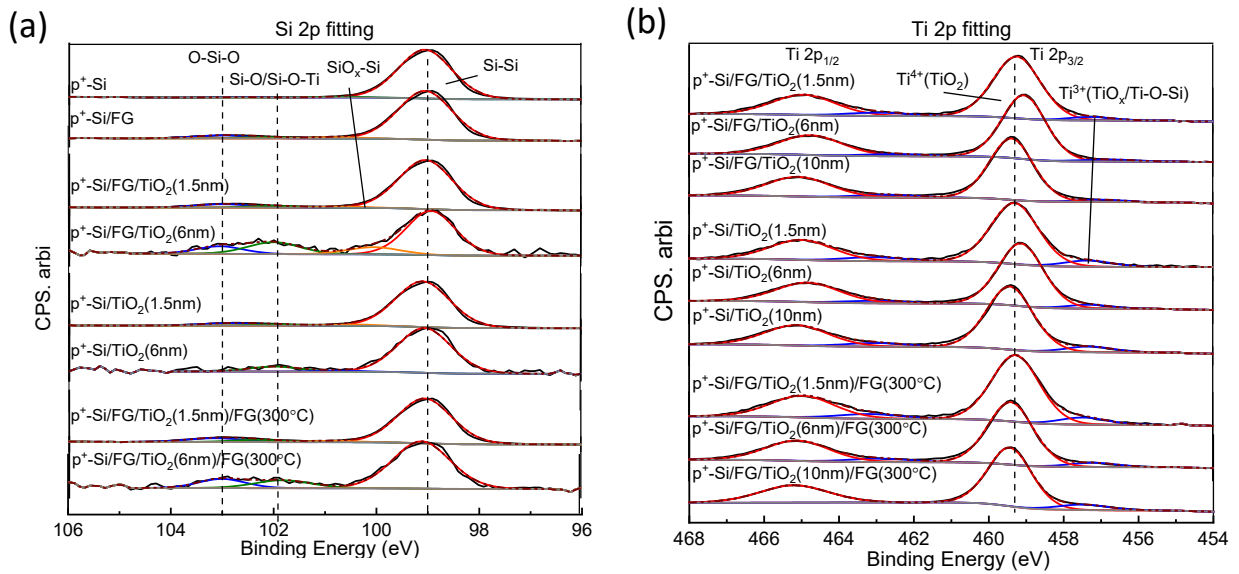 (a)
Si 2p fitting
O-Si-O
Si-O/Si-O-Ti
SiOₓ-Si
Si-Si
p⁺-Si
p⁺-Si/FG
p⁺-Si/FG/TiO₂(1.5nm)
p⁺-Si/FG/TiO₂(6nm)
p⁺-Si/TiO₂(1.5nm)
p⁺-Si/TiO₂(6nm)
p⁺-Si/FG/TiO₂(1.5nm)/FG(300°C)
p⁺-Si/FG/TiO₂(6nm)/FG(300°C)
CPS. arbi
106 104 102 100 98 96
Binding Energy (eV)
(b)
Ti 2p fitting
Ti 2p₁/₂
Ti 2p₃/₂
Ti⁴⁺(TiO₂)
Ti³⁺(TiOₓ/Ti-O-Si)
p⁺-Si/FG/TiO₂(1.5nm)
p⁺-Si/FG/TiO₂(6nm)
p⁺-Si/FG/TiO₂(10nm)
p⁺-Si/TiO₂(1.5nm)
p⁺-Si/TiO₂(6nm)
p⁺-Si/TiO₂(10nm)
p⁺-Si/FG/TiO₂(1.5nm)/FG(300°C)
p⁺-Si/FG/TiO₂(6nm)/FG(300°C)
p⁺-Si/FG/TiO₂(10nm)/FG(300°C)
CPS. arbi
468 466 464 462 460 458 456 454
Binding Energy (eV)